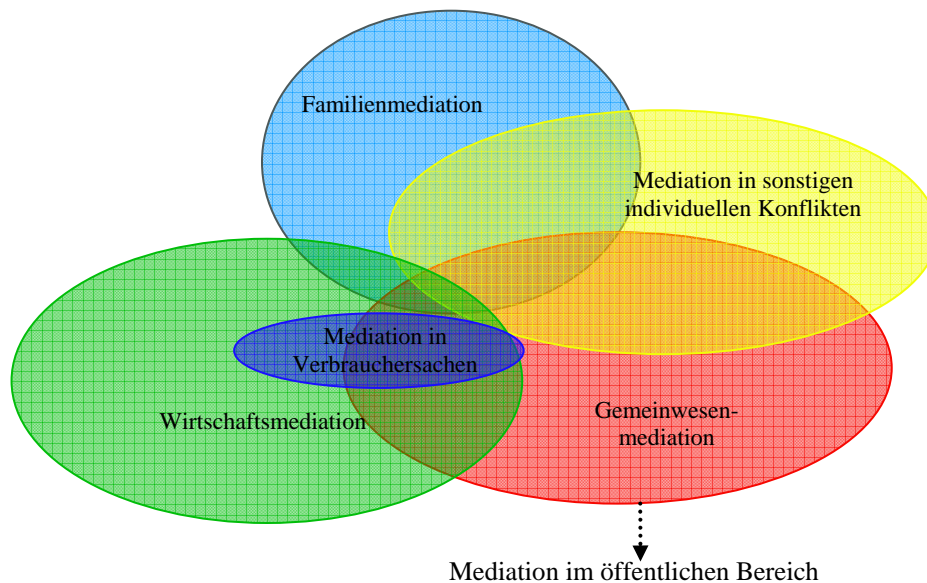 Familienmediation
Mediation in sonstigen
individuellen Konflikten
Mediation in
Verbrauchersachen
Wirtschaftsmediation
Gemeinwesen-
mediation
Mediation im öffentlichen Bereich